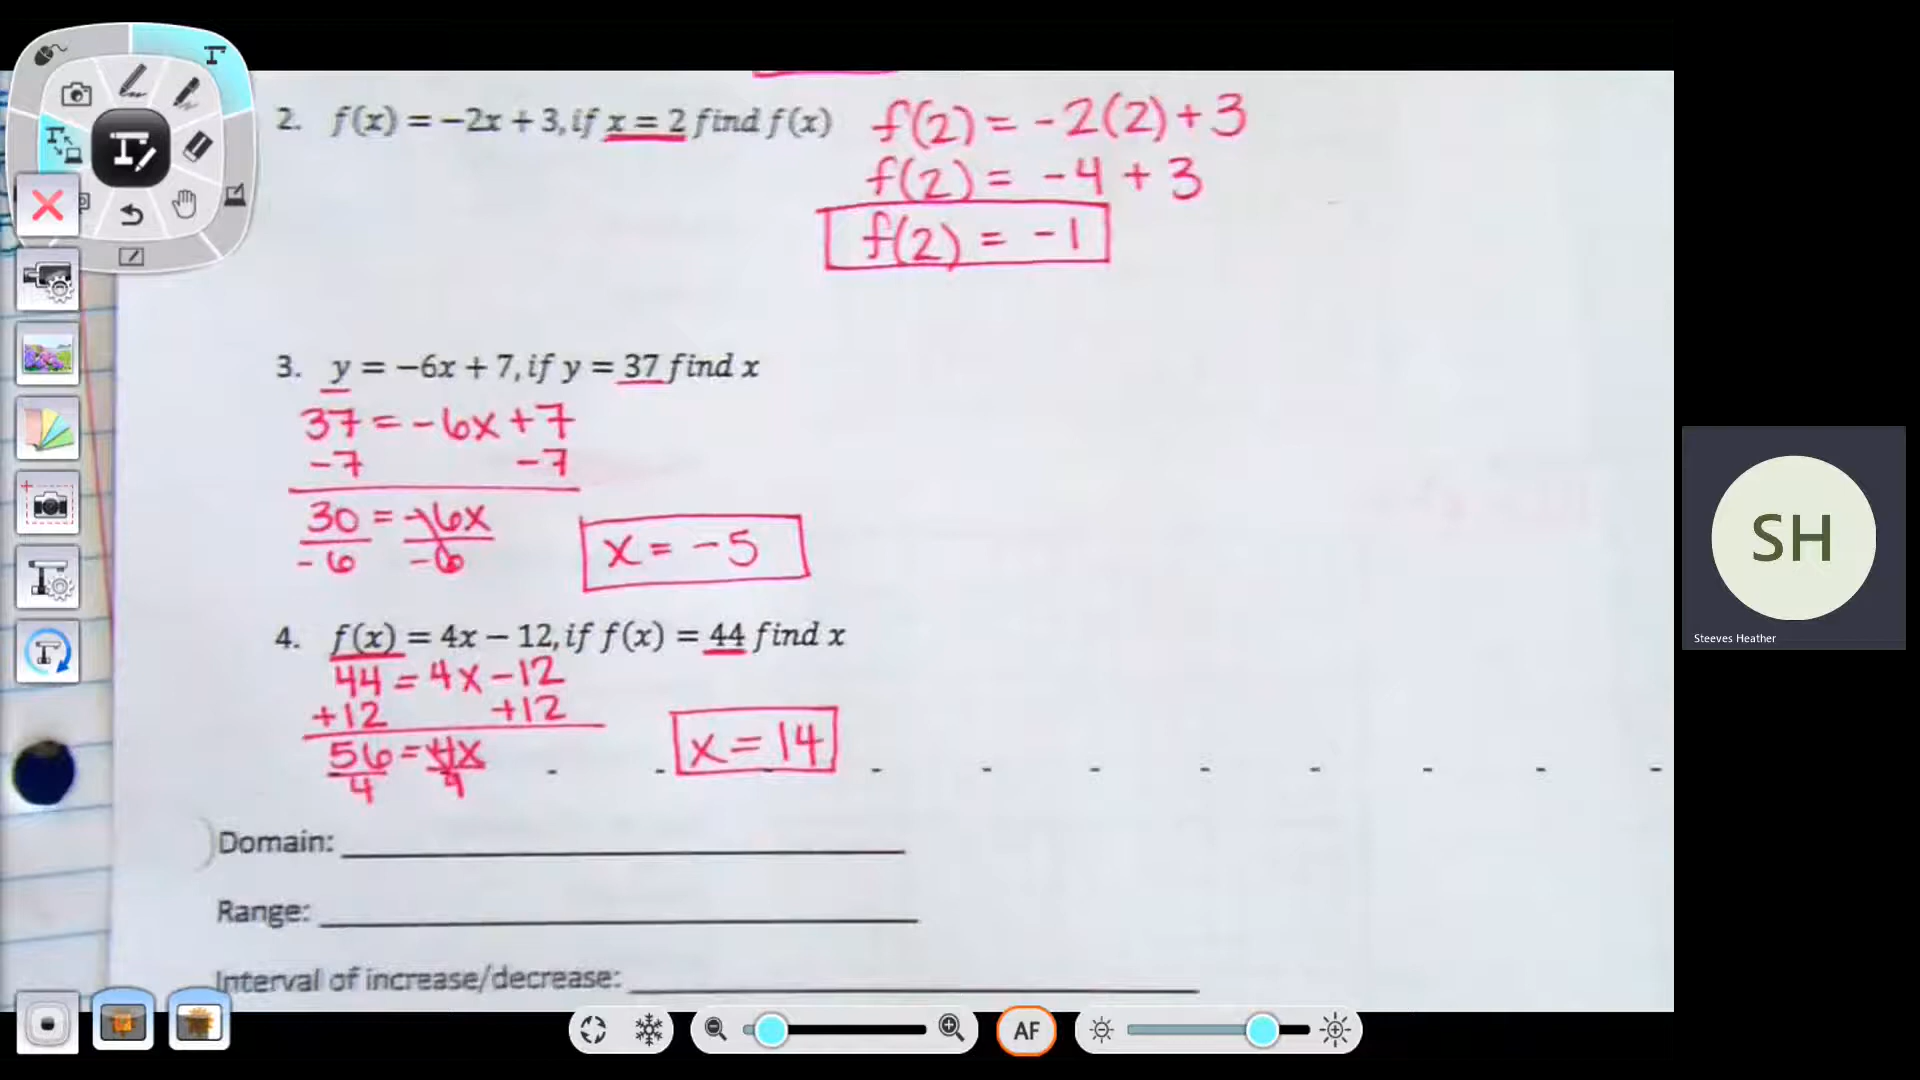 2. f(x) = −2x + 3, if x = 2 find f(x)
f(2) = -2(2)+3
f(2) = -4 + 3
f(2) = -1
3. y = −6x + 7, if y = 37 find x
37 = -6x +7
-7 -7
30 = -6x
-6 -6
x = -5
4. f(x) = 4x − 12, if f(x) = 44 find x
44 = 4x -12
+12 +12
56 = 4x
4 4
x = 14
Domain:
Range:
Interval of increase/decrease:
AF
SH
Steeves Heather